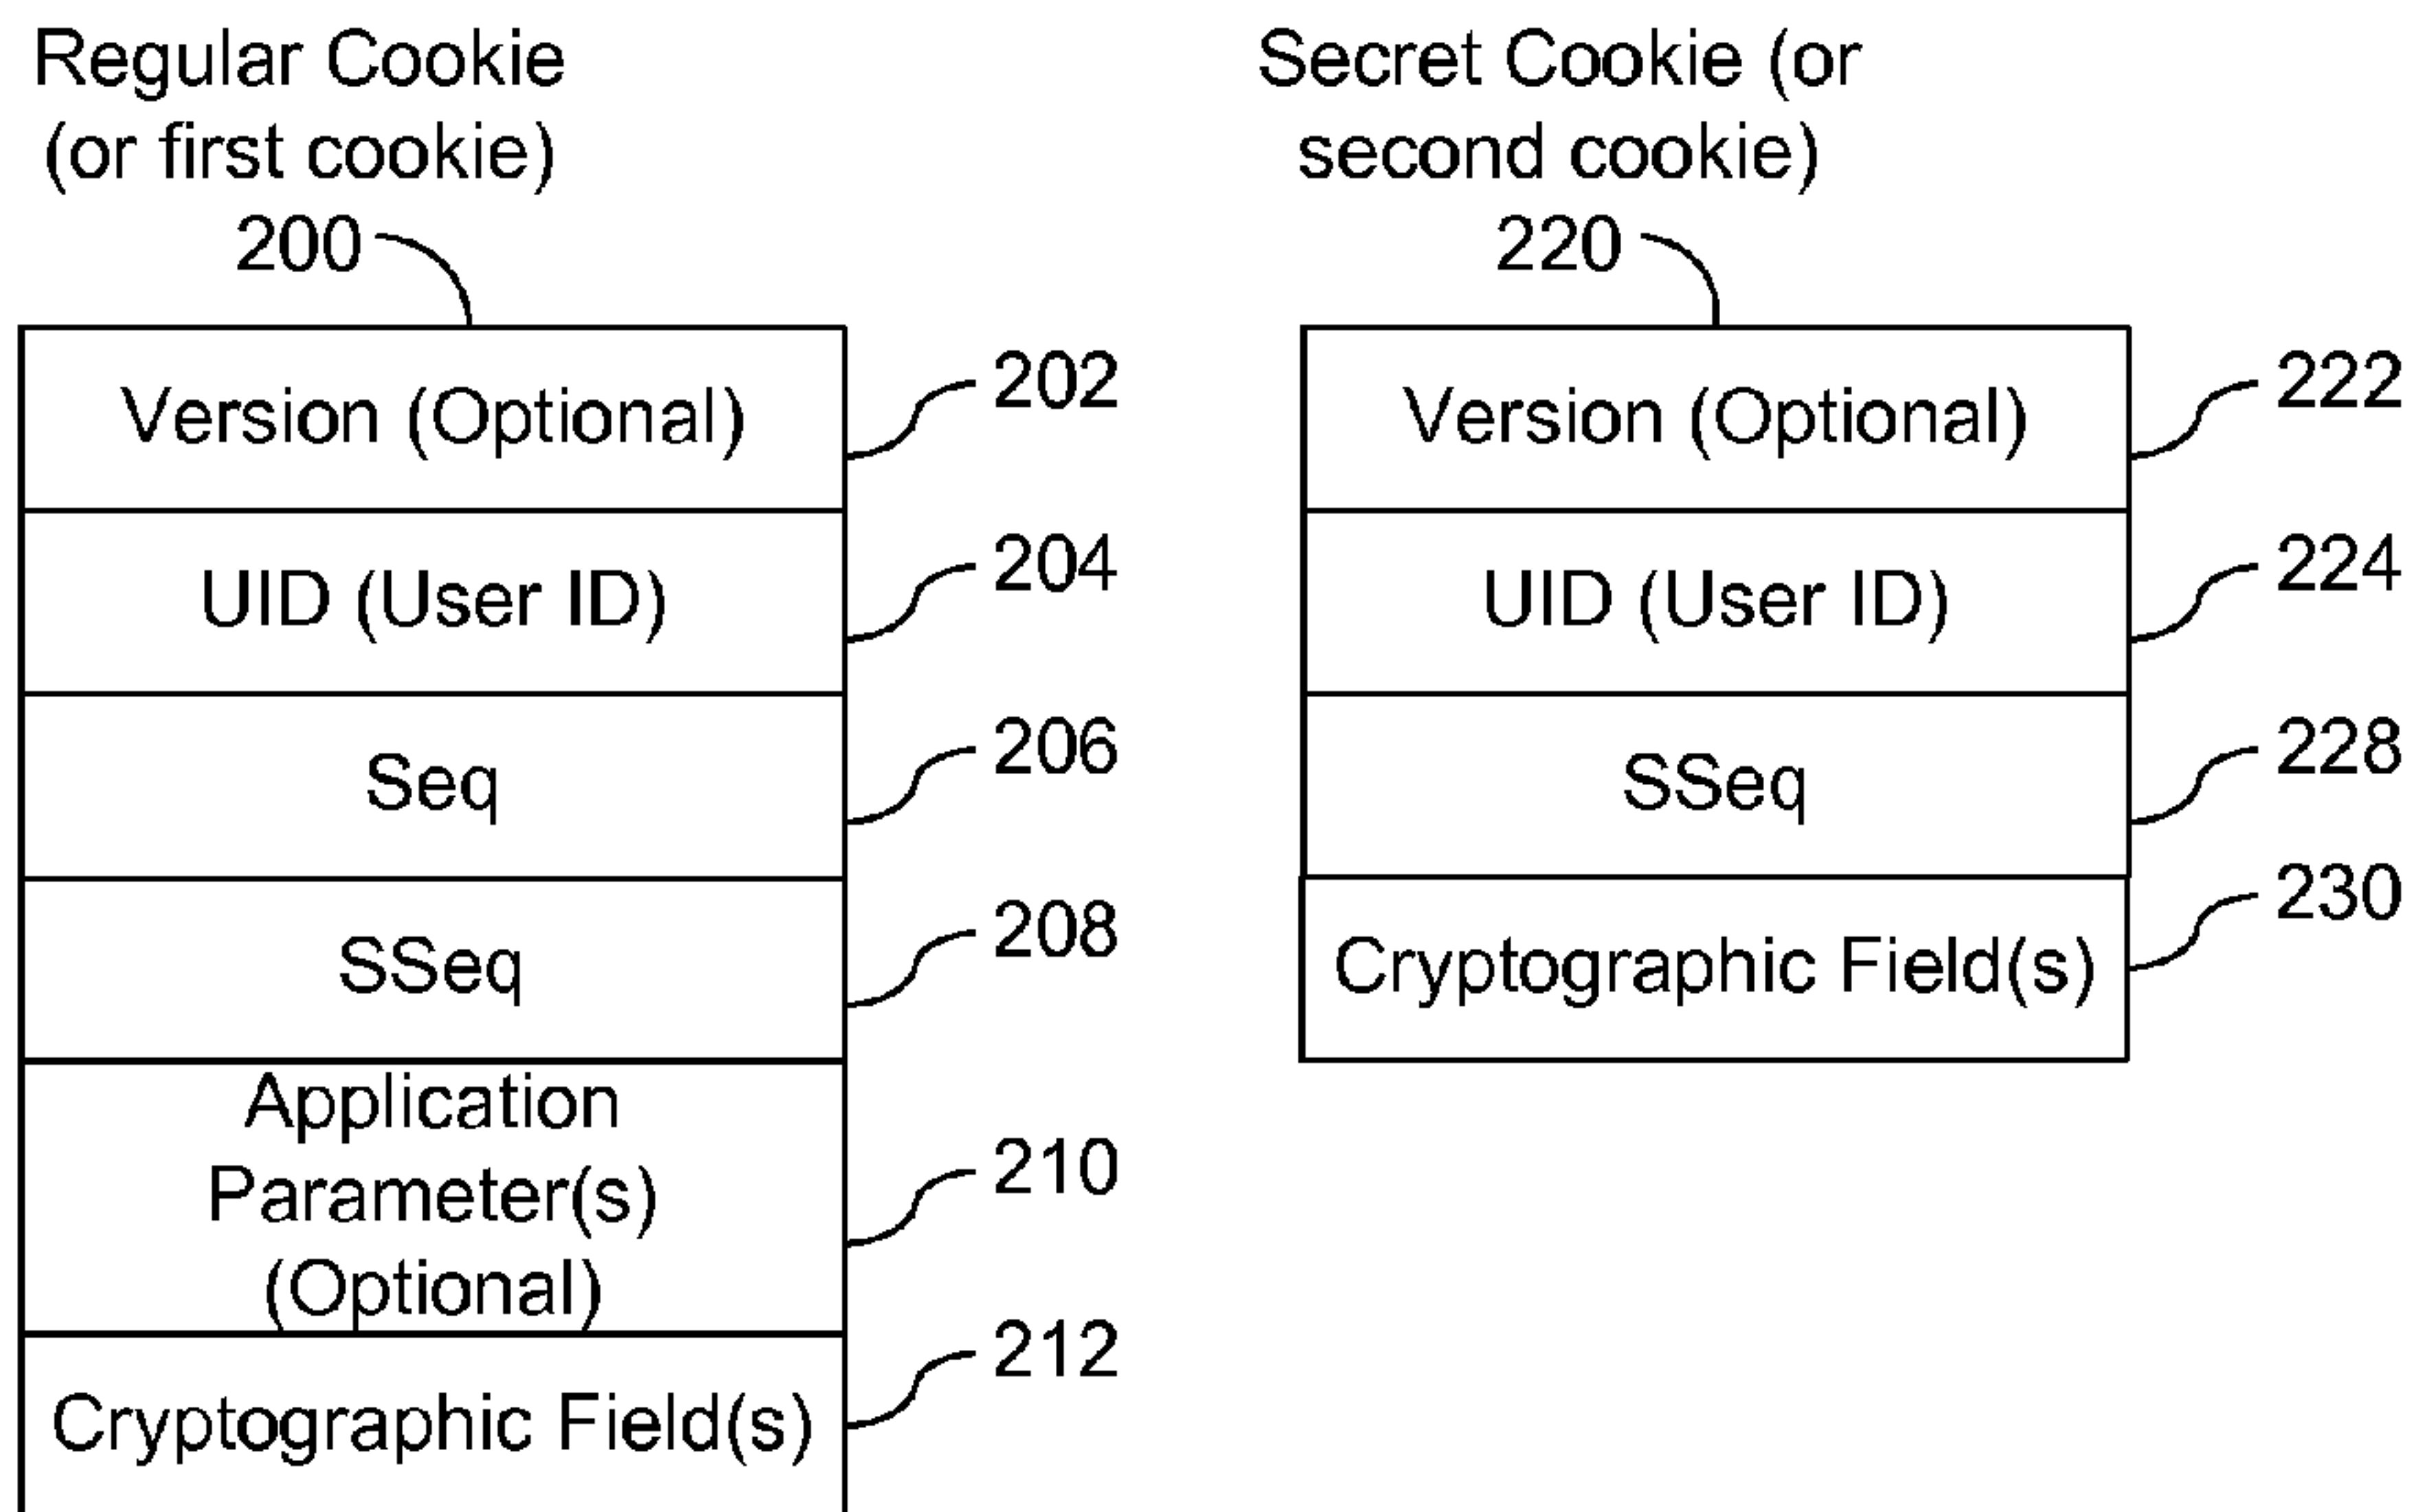 Regular Cookie
(or first cookie)
200
Version (Optional)
202
UID (User ID)
204
Seq
206
SSeq
208
Application
Parameter(s)
(Optional)
210
Cryptographic Field(s)
212
Secret Cookie (or
second cookie)
220
Version (Optional)
222
UID (User ID)
224
SSeq
228
Cryptographic Field(s)
230